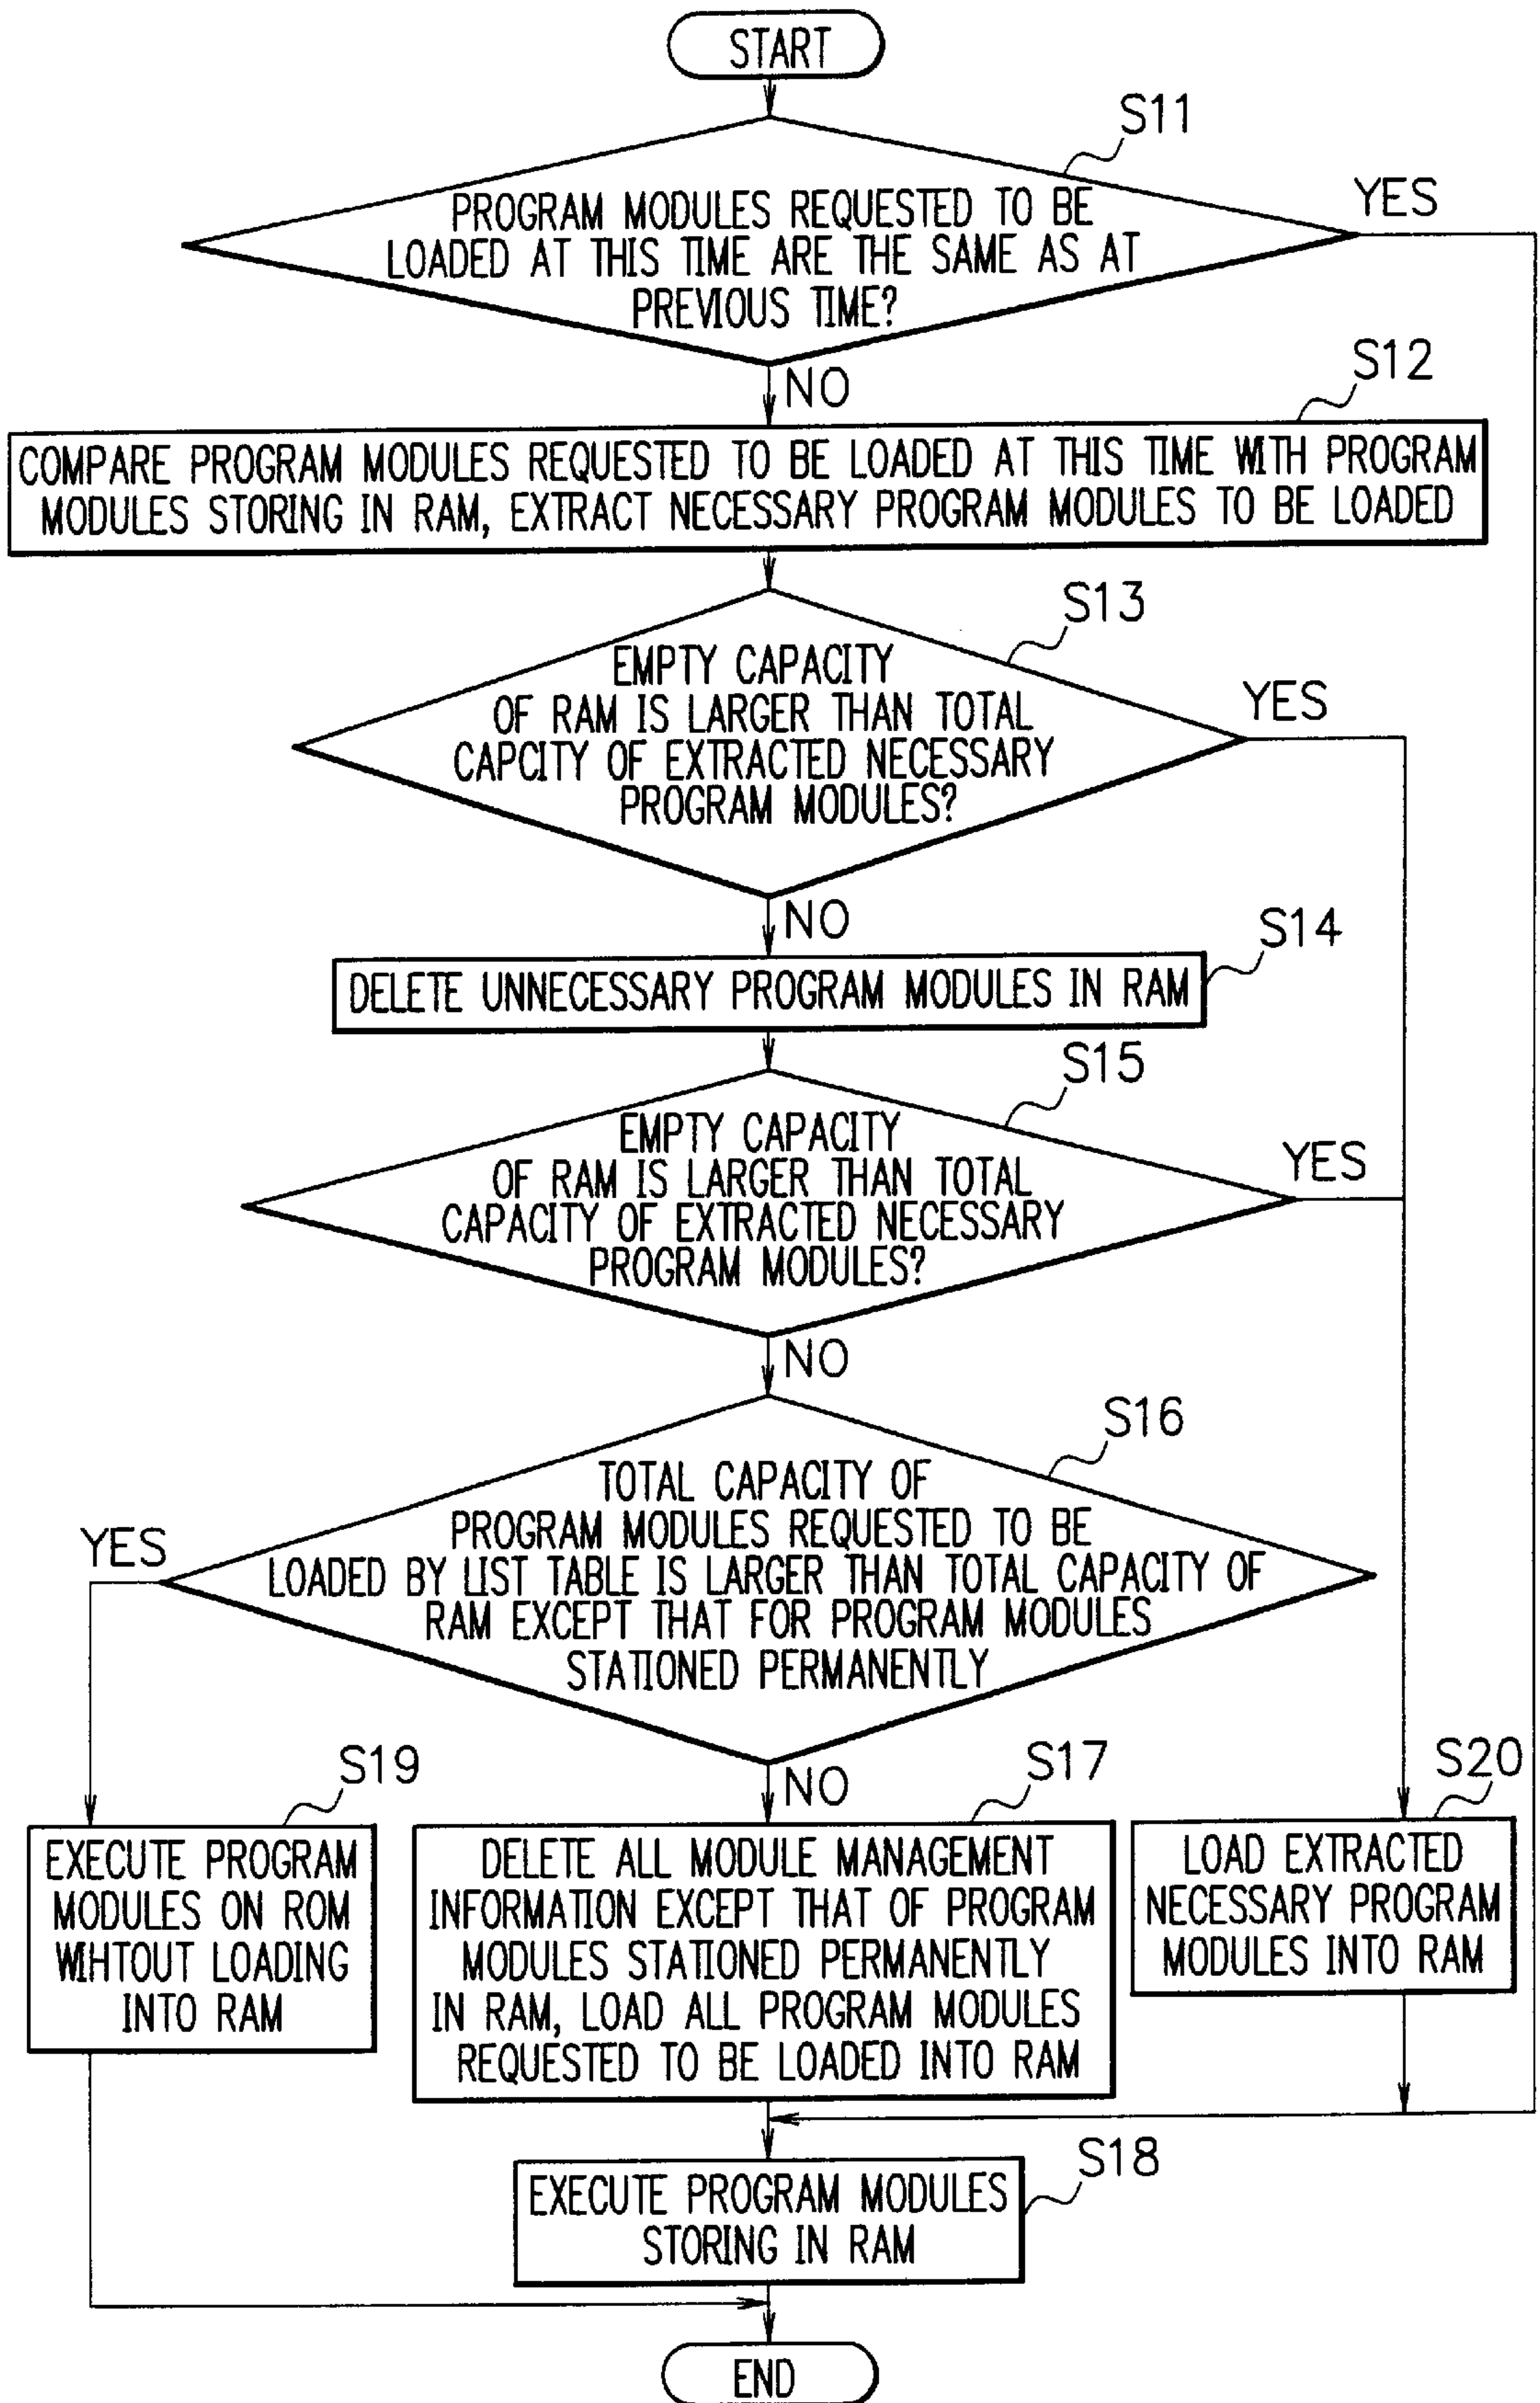 START
S11
PROGRAM MODULES REQUESTED TO BE
LOADED AT THIS TIME ARE THE SAME AS AT
PREVIOUS TIME?
YES
NO
S12
COMPARE PROGRAM MODULES REQUESTED TO BE LOADED AT THIS TIME WITH PROGRAM
MODULES STORING IN RAM, EXTRACT NECESSARY PROGRAM MODULES TO BE LOADED
S13
EMPTY CAPACITY
OF RAM IS LARGER THAN TOTAL
CAPCITY OF EXTRACTED NECESSARY
PROGRAM MODULES?
YES
NO
S14
DELETE UNNECESSARY PROGRAM MODULES IN RAM
S15
EMPTY CAPACITY
OF RAM IS LARGER THAN TOTAL
CAPACITY OF EXTRACTED NECESSARY
PROGRAM MODULES?
YES
NO
S16
TOTAL CAPACITY OF
PROGRAM MODULES REQUESTED TO BE
LOADED BY LIST TABLE IS LARGER THAN TOTAL CAPACITY OF
RAM EXCEPT THAT FOR PROGRAM MODULES
STATIONED PERMANENTLY
YES
NO
S19
EXECUTE PROGRAM
MODULES ON ROM
WIHTOUT LOADING
INTO RAM
S17
DELETE ALL MODULE MANAGEMENT
INFORMATION EXCEPT THAT OF PROGRAM
MODULES STATIONED PERMANENTLY
IN RAM, LOAD ALL PROGRAM MODULES
REQUESTED TO BE LOADED INTO RAM
S20
LOAD EXTRACTED
NECESSARY PROGRAM
MODULES INTO RAM
S18
EXECUTE PROGRAM MODULES
STORING IN RAM
END